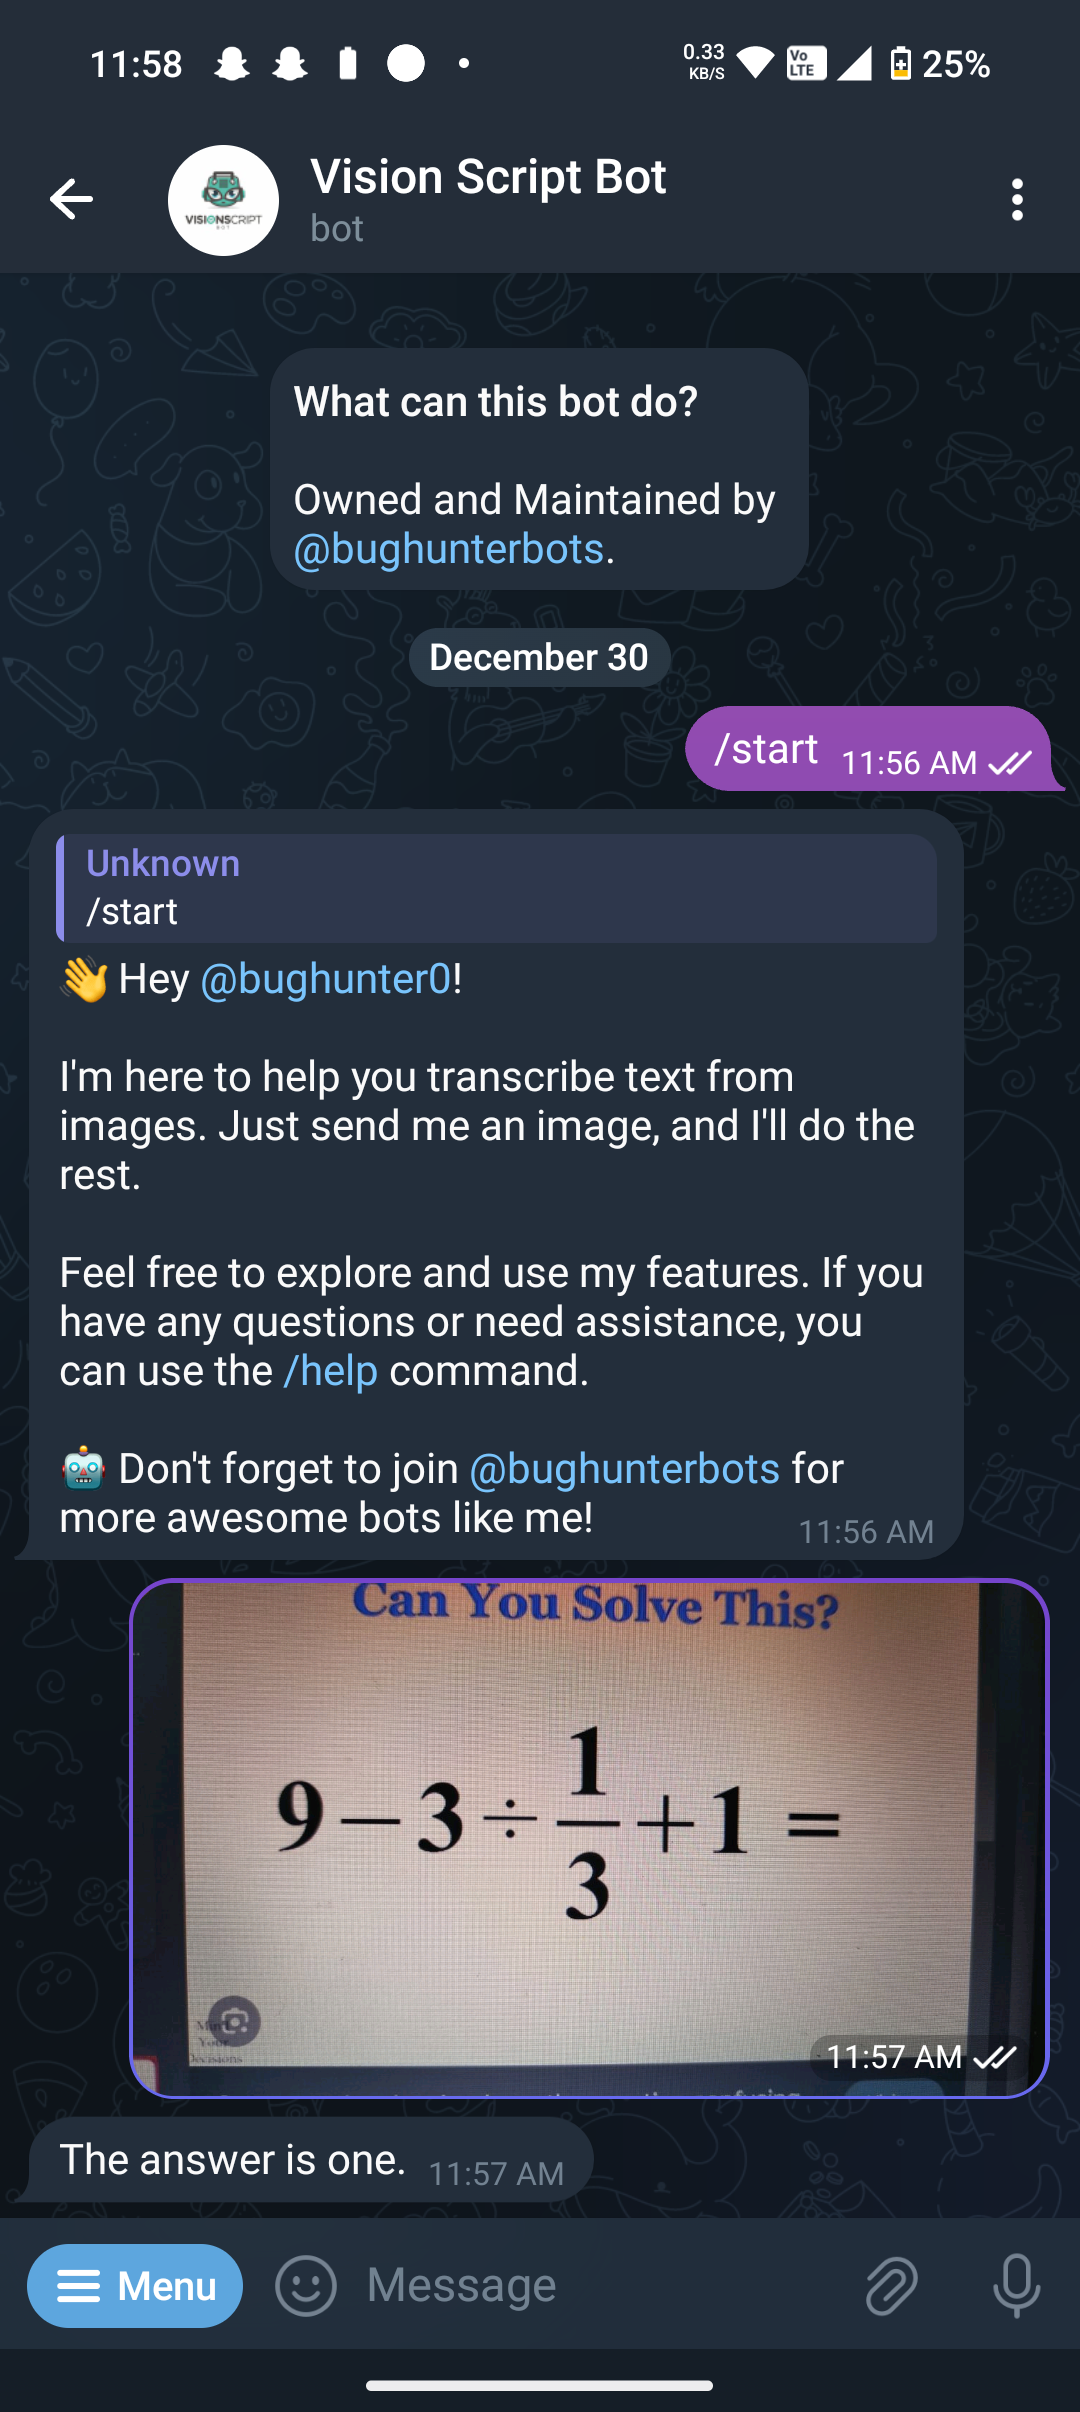 11:58
0.33
KB/S
Vo
LTE
25%
VISIONSCRIPT
BOT
Vision Script Bot
bot
What can this bot do?
Owned and Maintained by
@bughunterbots.
December 30
/start 11:56 AM
Unknown
/start
👋 Hey @bughunter0!
I'm here to help you transcribe text from
images. Just send me an image, and I'll do the
rest.
Feel free to explore and use my features. If you
have any questions or need assistance, you
can use the /help command.
🤖 Don't forget to join @bughunterbots for
more awesome bots like me!
11:56 AM
Can You Solve This?
9 – 3 ÷ 1/3 + 1 =
Your
Decisions
11:57 AM
The answer is one. 11:57 AM
Menu
Message